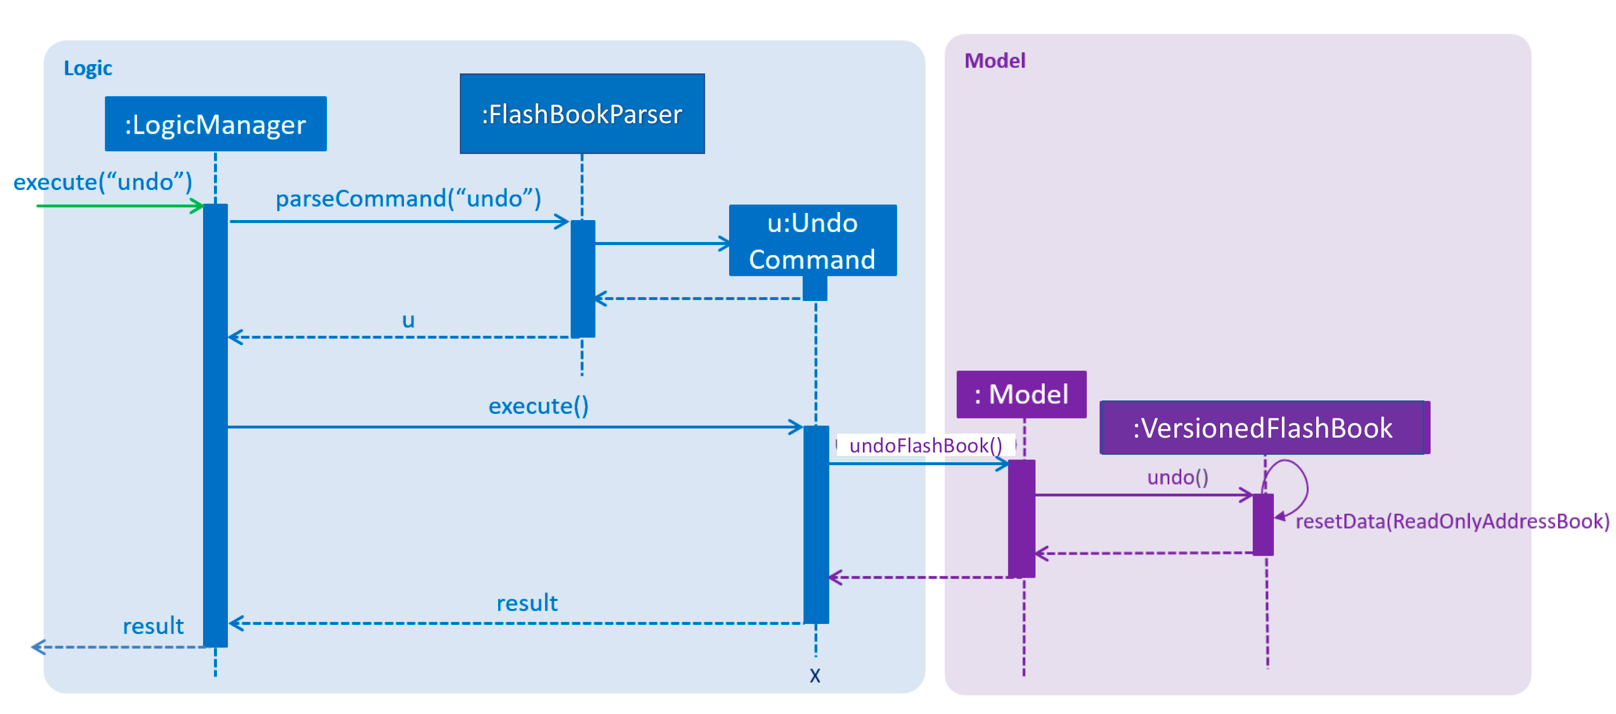 Logic
Model
:LogicManager
:FlashBookParser
execute(“undo”)
parseCommand(“undo”)
u:Undo
Command
u
: Model
execute()
:VersionedFlashBook
undoFlashBook()
undo()
resetData(ReadOnlyAddressBook)
result
result
X